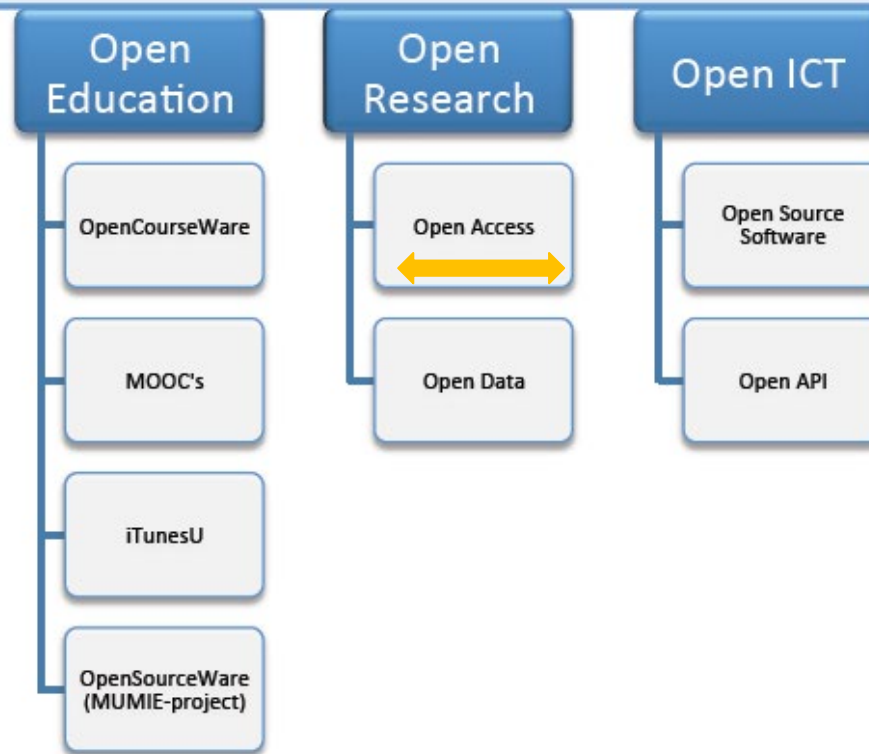 Open
Education
OpenCourseWare
MOOC's
iTunesU
OpenSourceWare
(MUMIE-project)
Open
Research
Open Access
Open Data
Open ICT
Open Source
Software
Open API